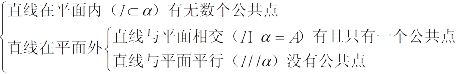 直线在平面内（l⊂α）有无数个公共点
直线在平面外
直线与平面相交（l∩α=A）有且只有一个公共点
直线与平面平行（l//α）没有公共点